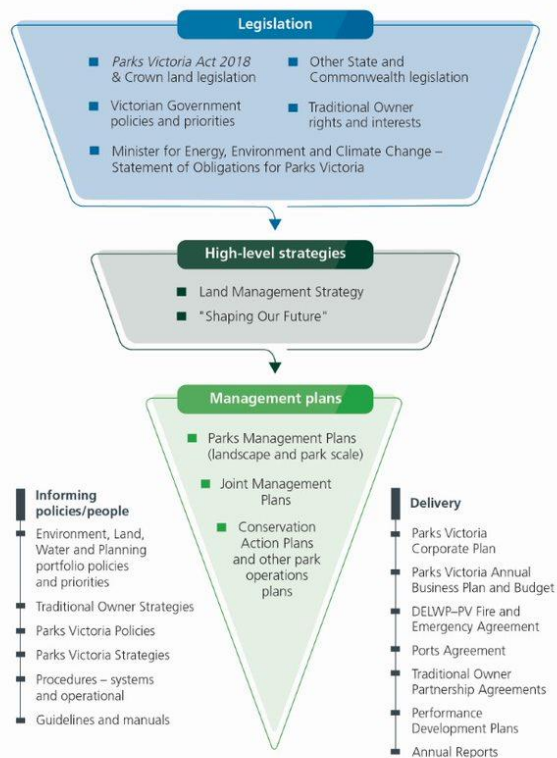 Legislation
Parks Victoria Act 2018
& Crown land legislation
Other State and
Commonwealth legislation
Victorian Government
policies and priorities
Traditional Owner
rights and interests
Minister for Energy, Environment and Climate Change –
Statement of Obligations for Parks Victoria
High-level strategies
Land Management Strategy
"Shaping Our Future"
Management plans
Parks Management Plans
(landscape and park scale)
Joint Management
Plans
Conservation
Action Plans
and other park
operations
plans
Informing
policies/people
Environment, Land,
Water and Planning
portfolio policies
and priorities
Traditional Owner Strategies
Parks Victoria Policies
Parks Victoria Strategies
Procedures – systems
and operational
Guidelines and manuals
Delivery
Parks Victoria
Corporate Plan
Parks Victoria Annual
Business Plan and Budget
DELWP–PV Fire and
Emergency Agreement
Ports Agreement
Traditional Owner
Partnership Agreements
Performance
Development Plans
Annual Reports